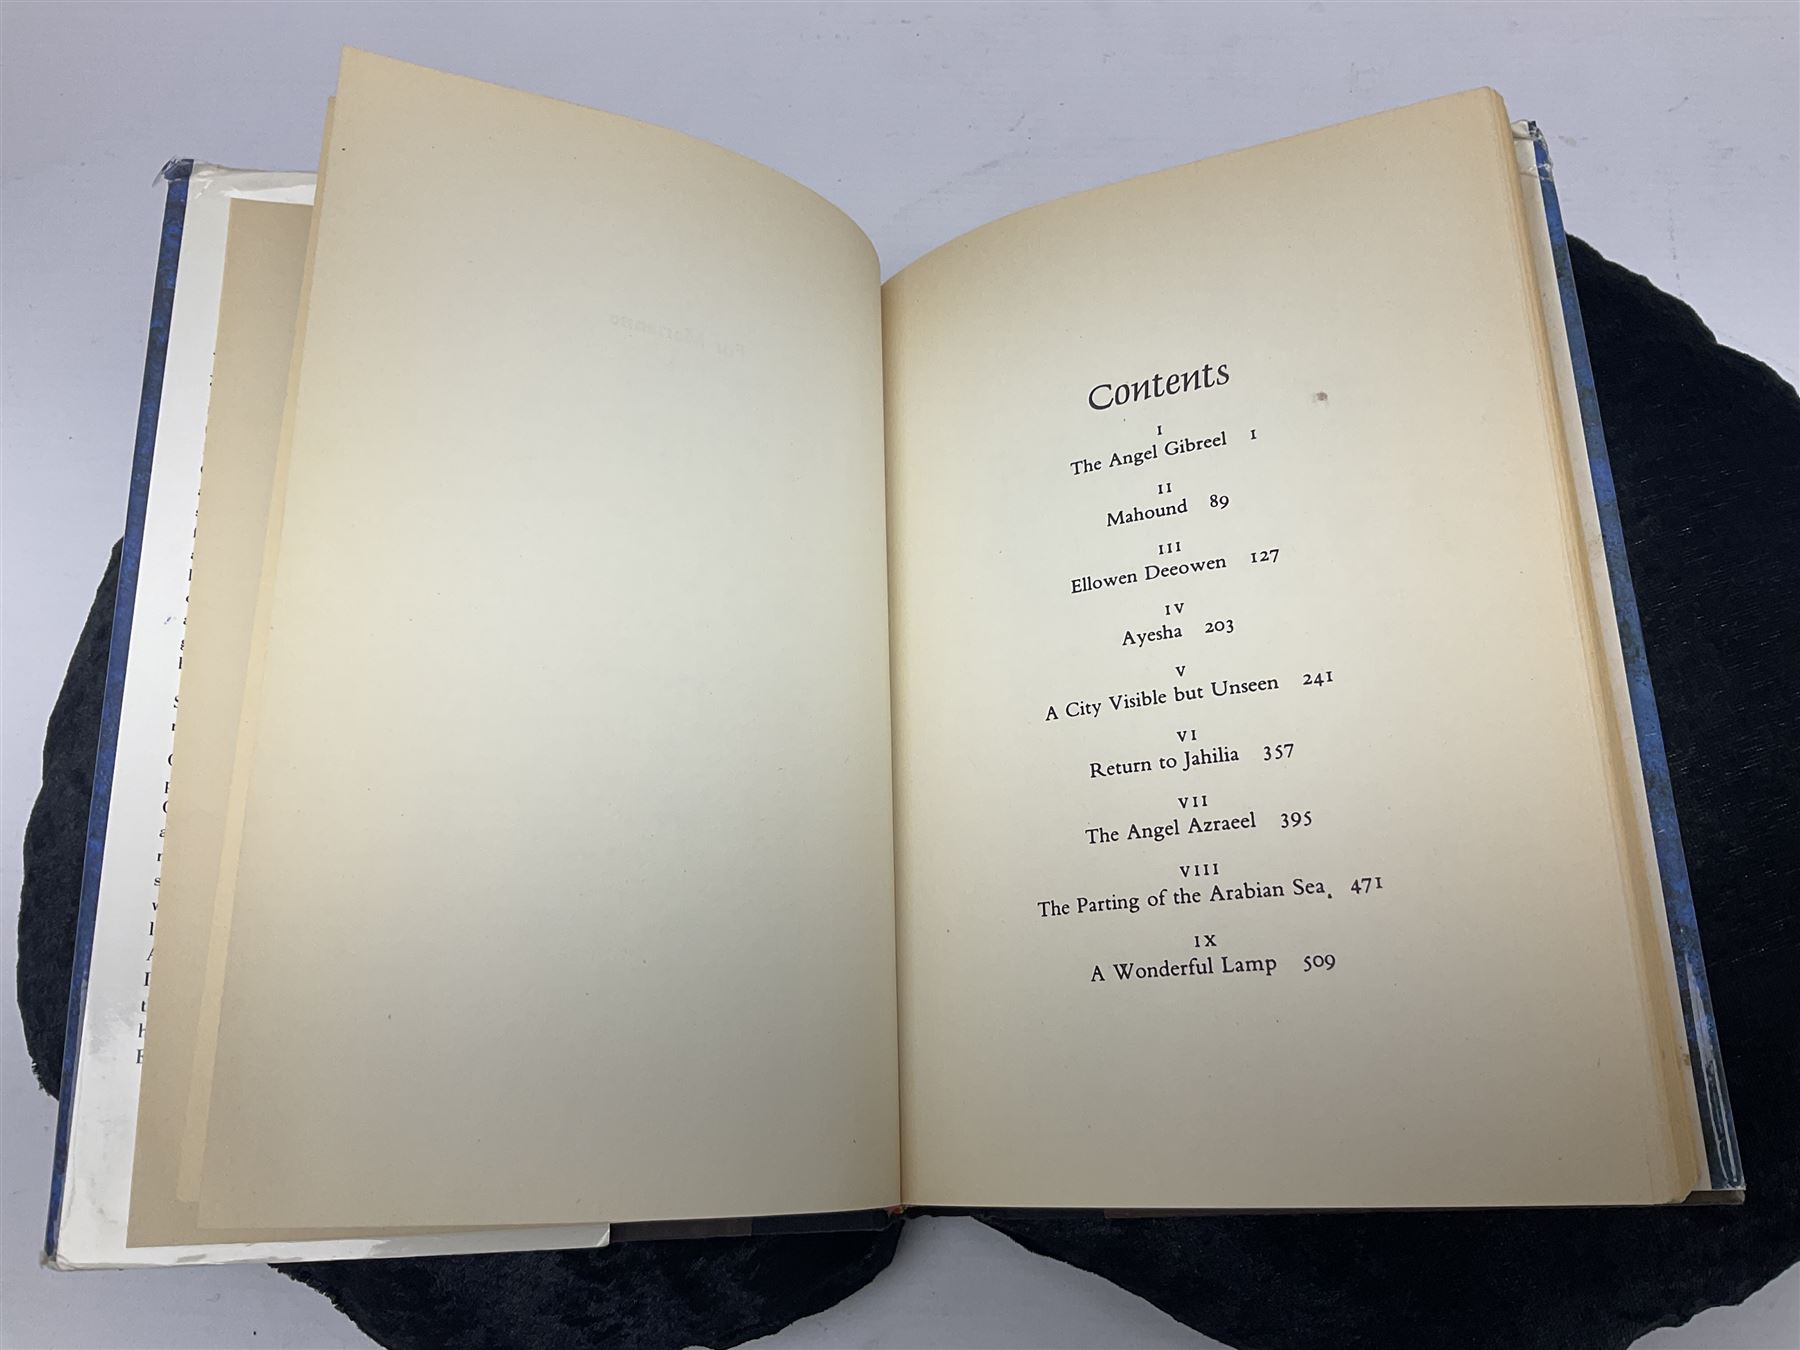 For Marianne
Contents
I
The Angel Gibreel 1
II
Mahound 89
III
Ellowen Deeowen 127
IV
Ayesha 203
V
A City Visible but Unseen 241
VI
Return to Jahilia 357
VII
The Angel Azraeel 395
VIII
The Parting of the Arabian Sea 471
IX
A Wonderful Lamp 509